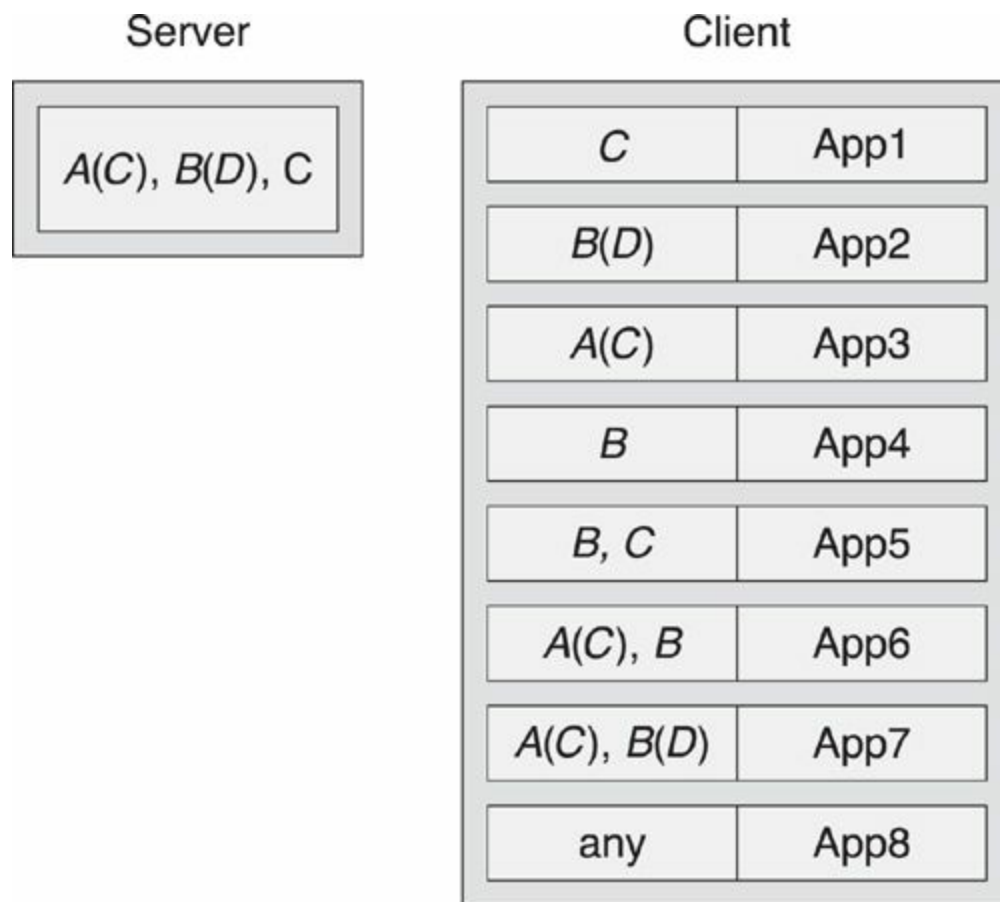 Server Client
A(C), B(D), C
C App1
B(D) App2
A(C) App3
B App4
B, C App5
A(C), B App6
A(C), B(D) App7
any App8